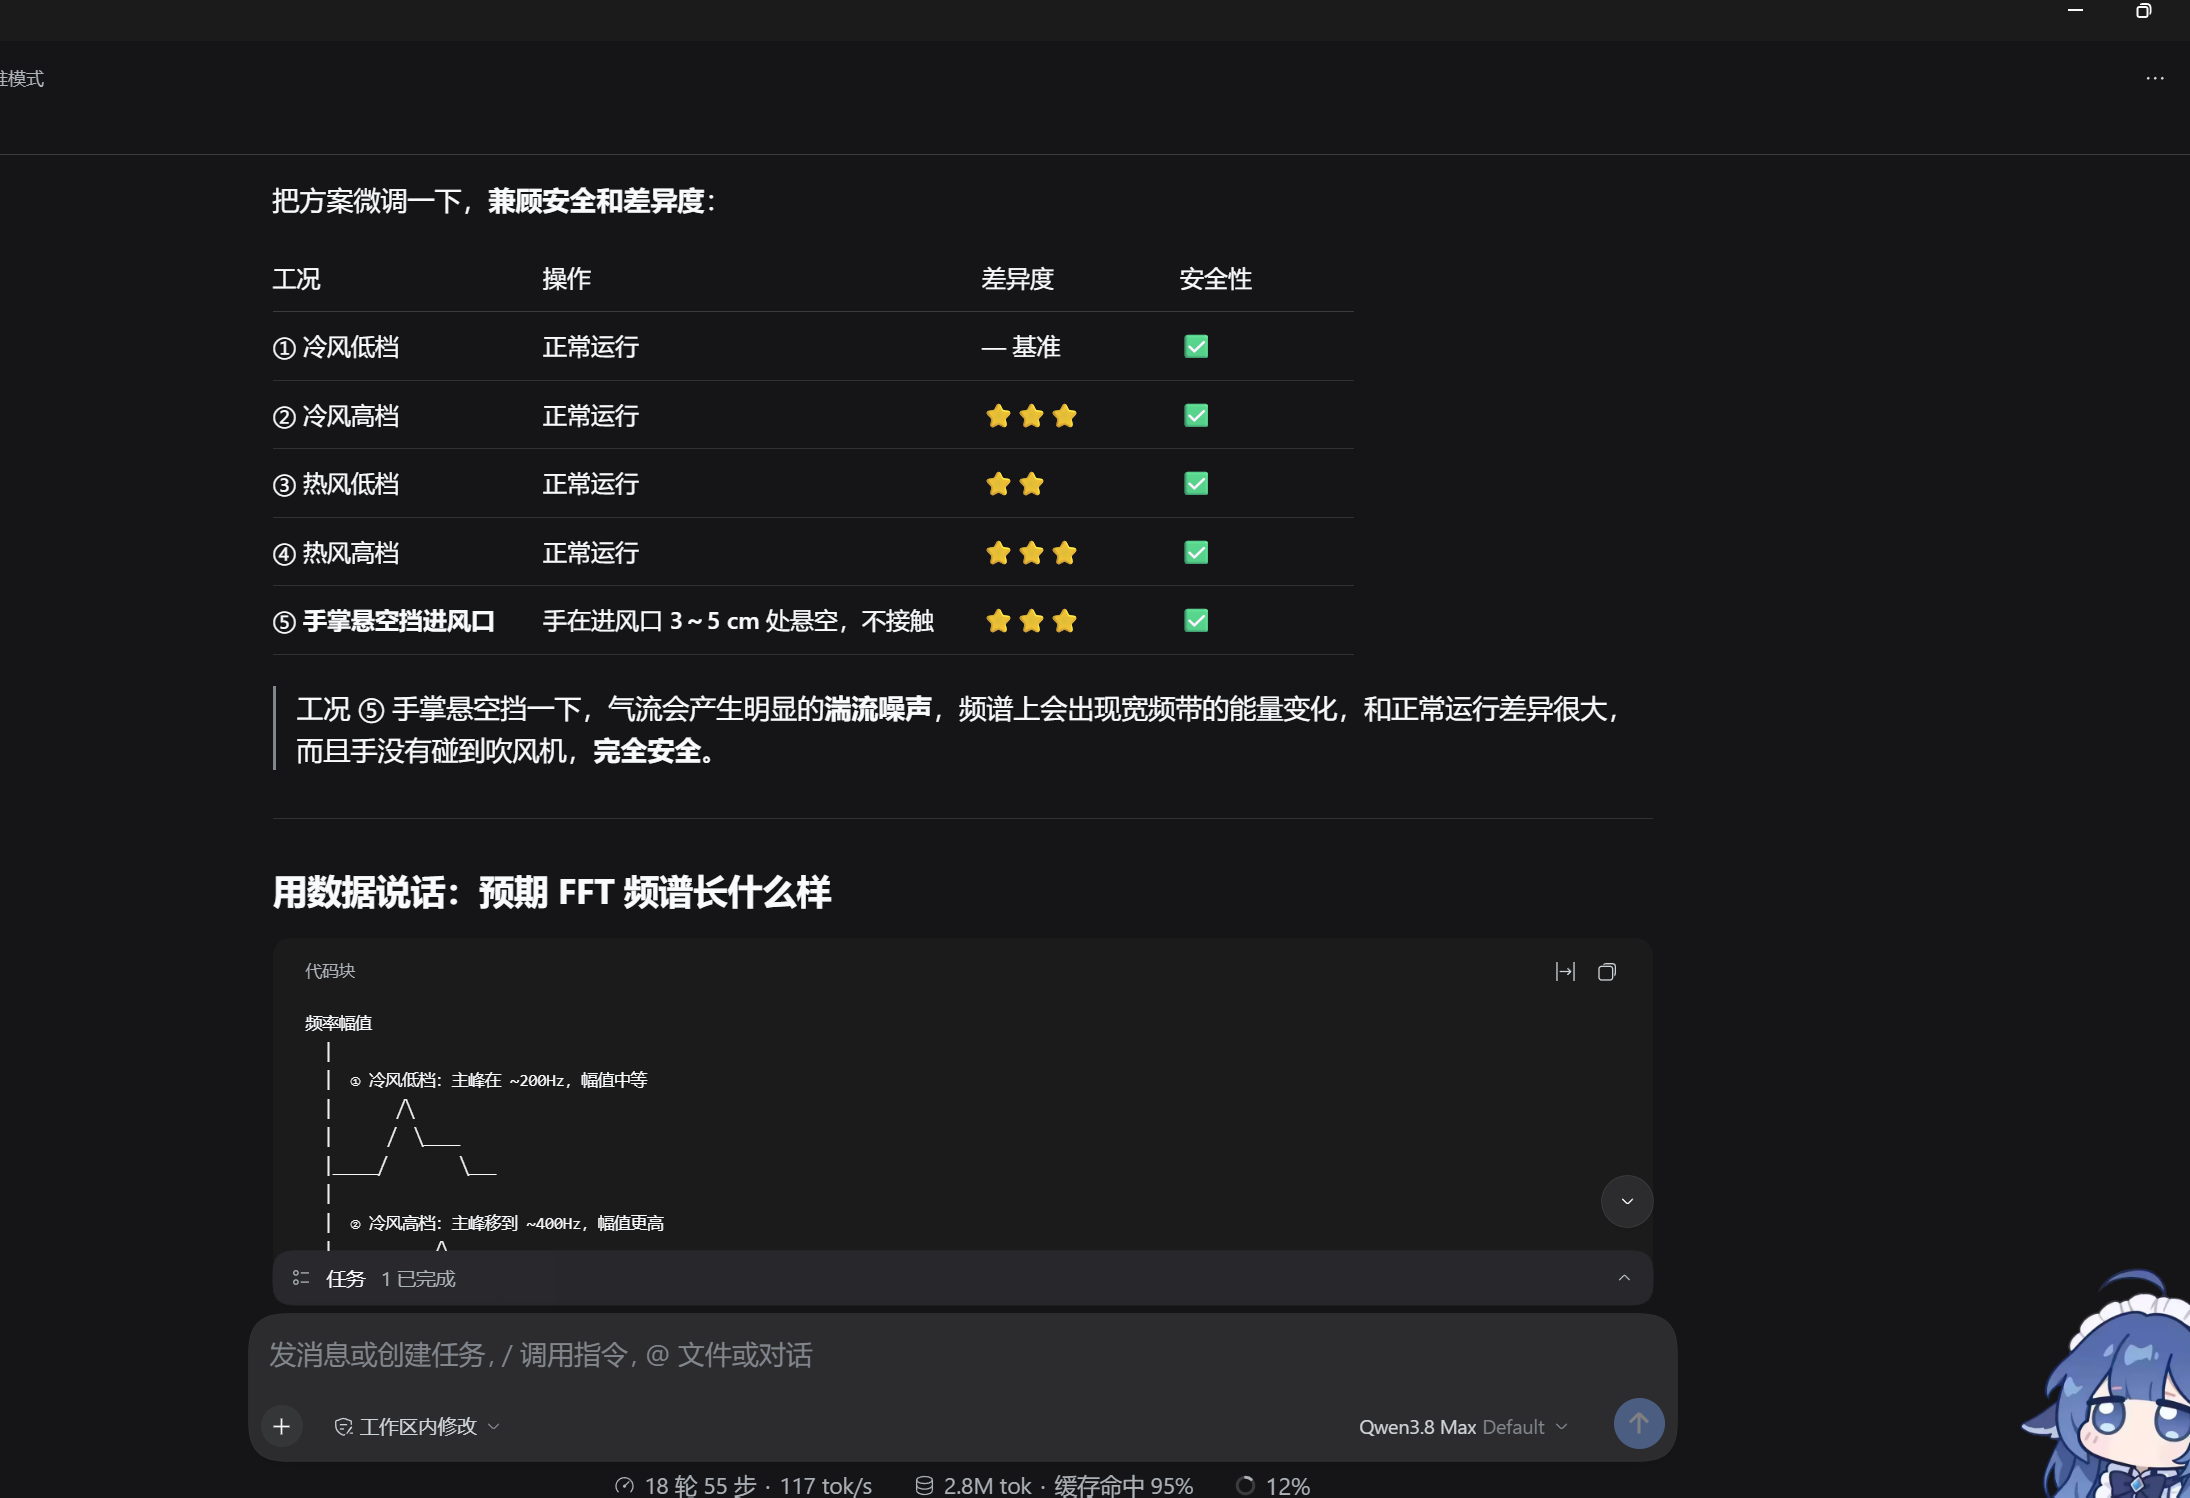 准模式
把方案微调一下，兼顾安全和差异度：
工况 操作 差异度 安全性
① 冷风低档 正常运行 — 基准 ✅
② 冷风高档 正常运行 ⭐⭐⭐ ✅
③ 热风低档 正常运行 ⭐⭐ ✅
④ 热风高档 正常运行 ⭐⭐⭐ ✅
⑤ 手掌悬空挡进风口 手在进风口 3~5 cm 处悬空，不接触 ⭐⭐⭐ ✅
工况 ⑤ 手掌悬空挡一下，气流会产生明显的湍流噪声，频谱上会出现宽频带的能量变化，和正常运行差异很大，
而且手没有碰到吹风机，完全安全。
用数据说话：预期 FFT 频谱长什么样
代码块
频率幅值
① 冷风低档：主峰在 ~200Hz，幅值中等
② 冷风高档：主峰移到 ~400Hz，幅值更高
任务 1 已完成
发消息或创建任务, / 调用指令, @ 文件或对话
工作区内修改 Qwen3.8 Max Default
18 轮 55 步 · 117 tok/s 2.8M tok · 缓存命中 95% 12%